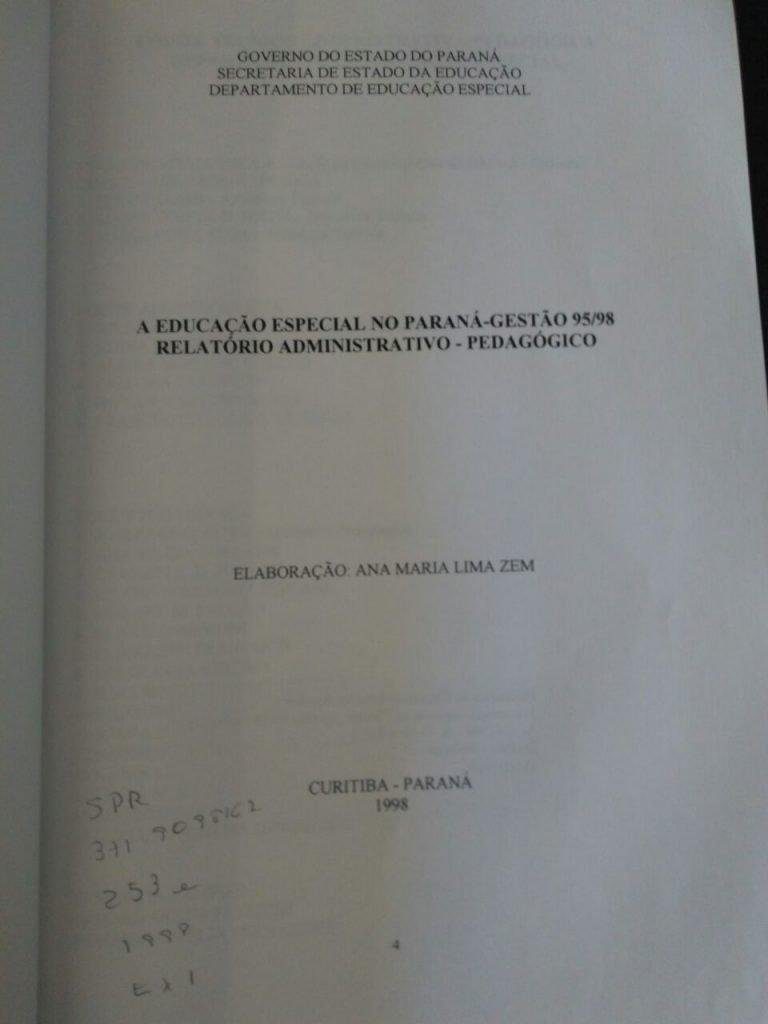 GOVERNO DO ESTADO DO PARANÁ
SECRETARIA DE ESTADO DA EDUCAÇÃO
DEPARTAMENTO DE EDUCAÇÃO ESPECIAL
A EDUCAÇÃO ESPECIAL NO PARANÁ-GESTÃO 95/98
RELATÓRIO ADMINISTRATIVO - PEDAGÓGICO
ELABORAÇÃO: ANA MARIA LIMA ZEM
CURITIBA - PARANÁ
1998
SPR
371.9098162
253e
1998
EX 1
4